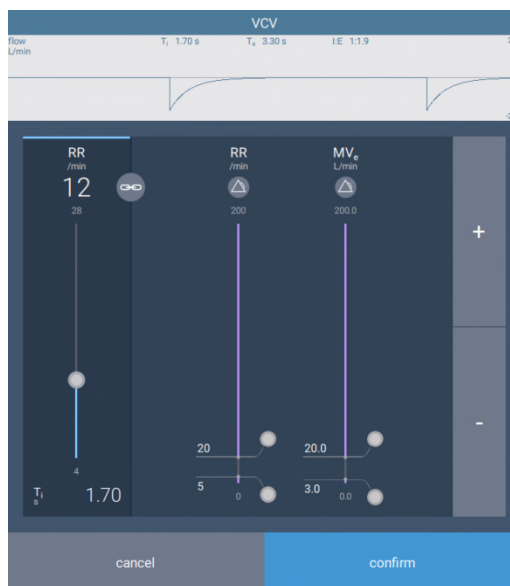 VCV
flow Ti 1.70 s Te 3.30 s I:E 1:1.9
L/min
RR RR MVe
/min /min L/min
12
28 200 200.0
+
-
20 20.0
5 3.0
4 0 0.0
Ti 1.70
s
cancel confirm